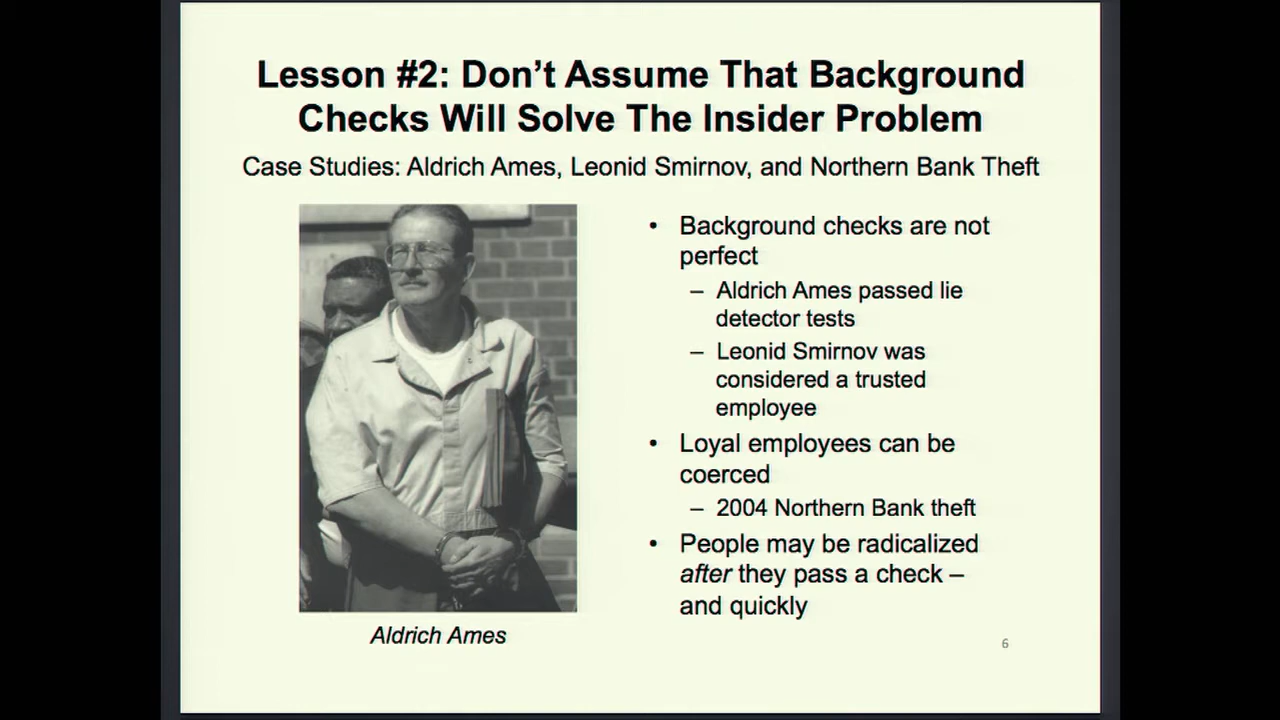 Lesson #2: Don’t Assume That Background
Checks Will Solve The Insider Problem
Case Studies: Aldrich Ames, Leonid Smirnov, and Northern Bank Theft
• Background checks are not
perfect
– Aldrich Ames passed lie
detector tests
– Leonid Smirnov was
considered a trusted
employee
• Loyal employees can be
coerced
– 2004 Northern Bank theft
• People may be radicalized
after they pass a check –
and quickly
Aldrich Ames
6